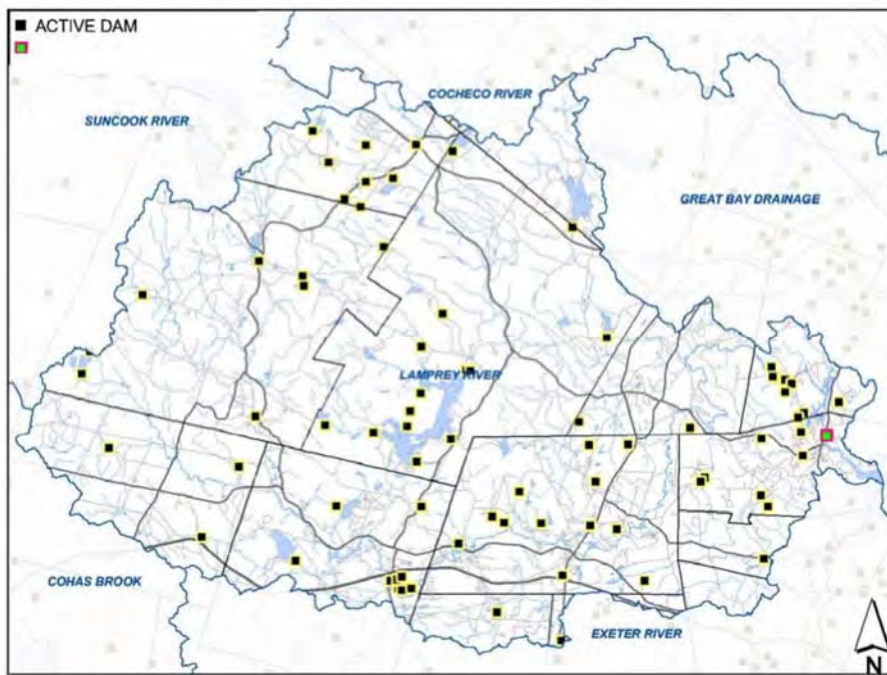 ACTIVE DAM
COCHECO RIVER
SUNCOOK RIVER
GREAT BAY DRAINAGE
LAMPREY RIVER
COHAS BROOK
EXETER RIVER
N